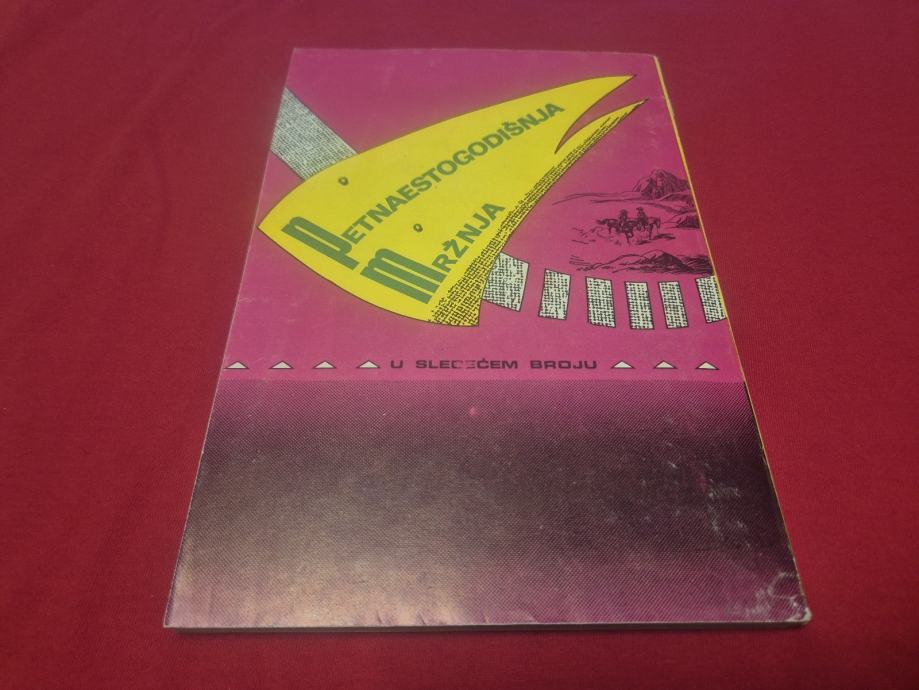 PETNAESTOGODIŠNJA
MRŽNJA
U SLEDEĆEM BROJU